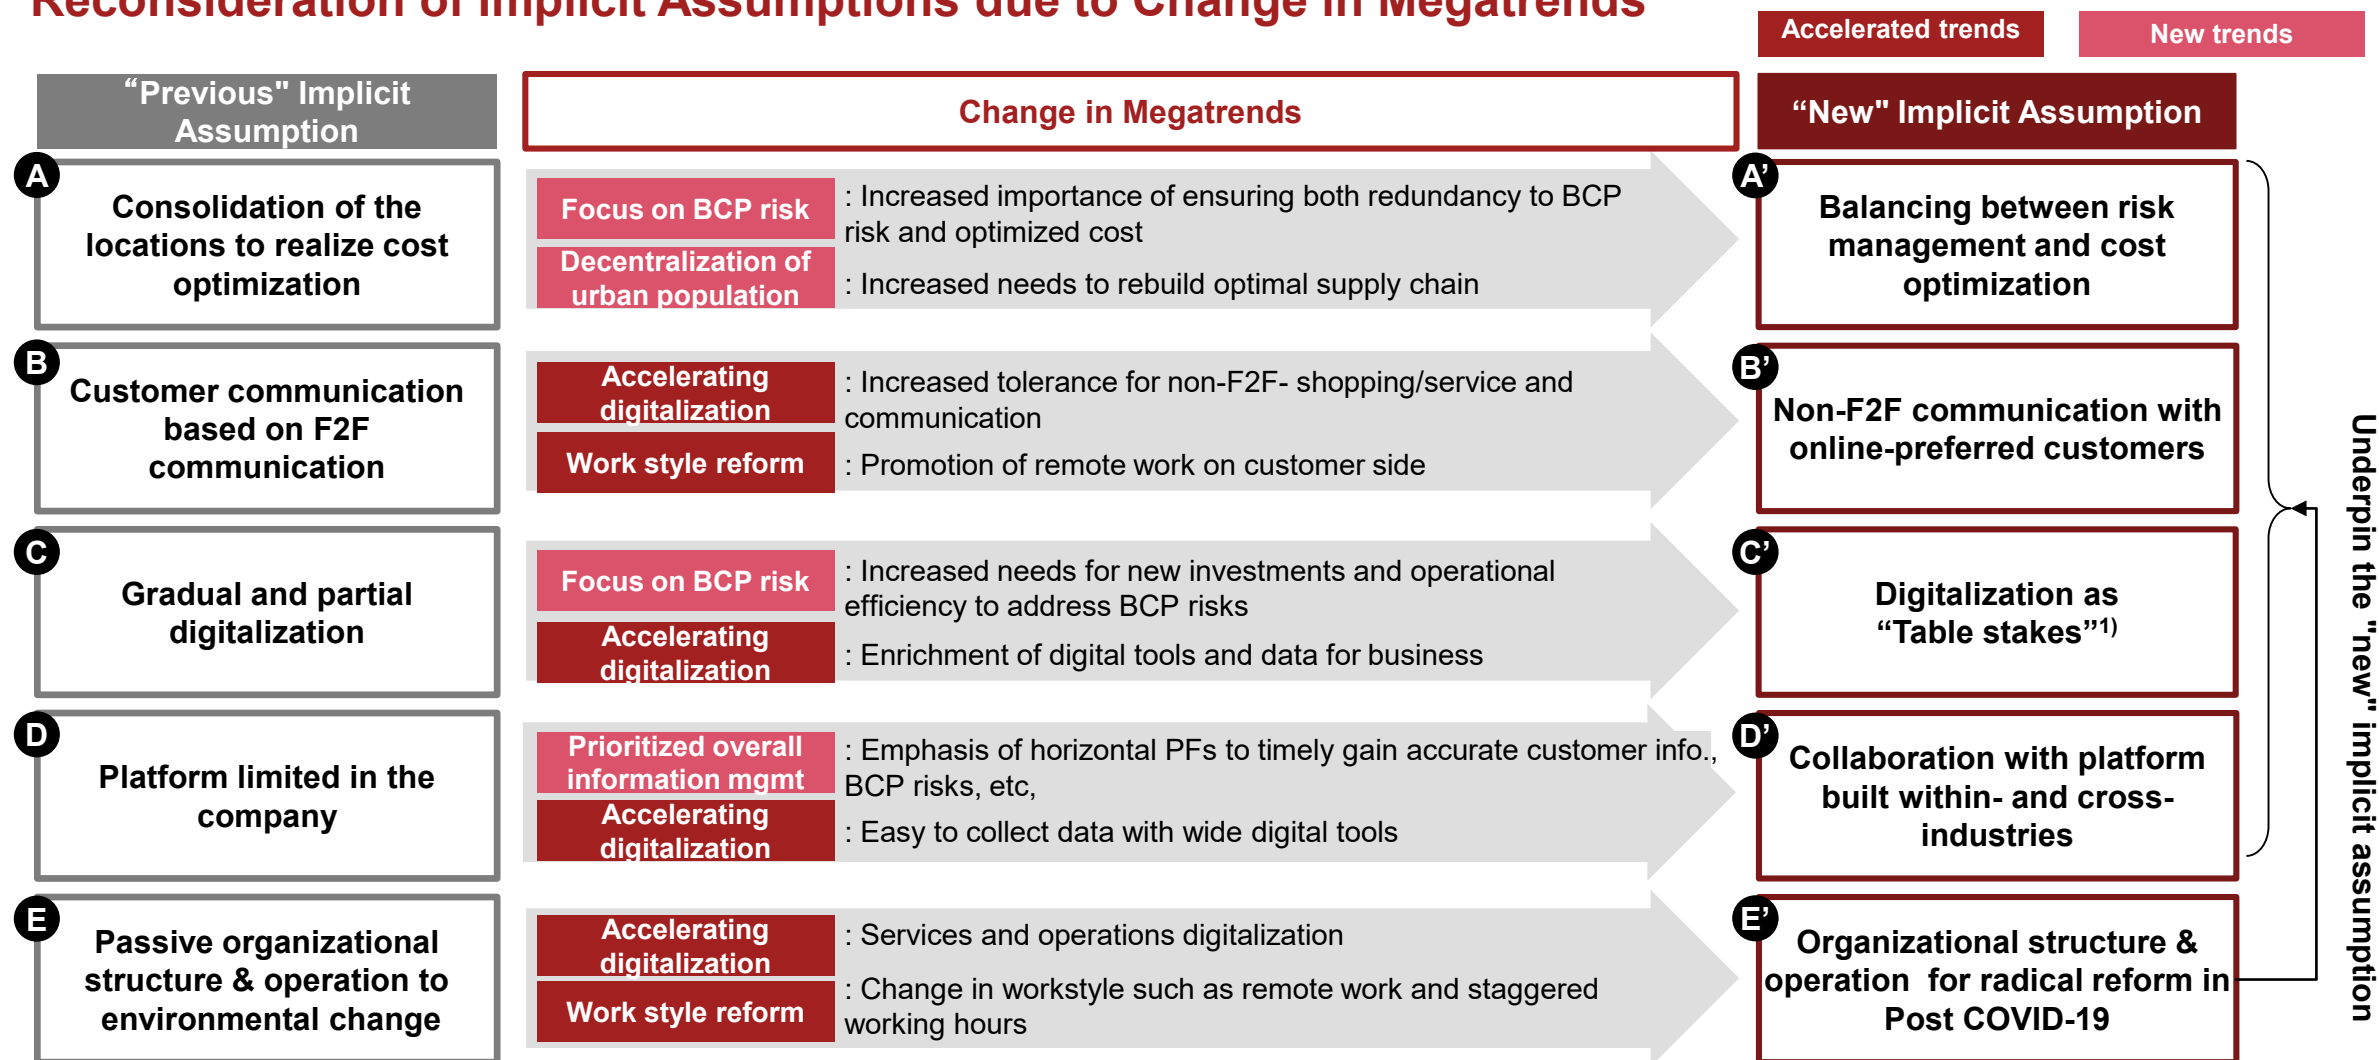 Reconsideration of Implicit Assumptions due to Change in Megatrends
Accelerated trends
New trends
“Previous" Implicit
Assumption
Change in Megatrends
“New" Implicit Assumption
A
Consolidation of the
locations to realize cost
optimization
Focus on BCP risk
: Increased importance of ensuring both redundancy to BCP
risk and optimized cost
Decentralization of
urban population
: Increased needs to rebuild optimal supply chain
A’
Balancing between risk
management and cost
optimization
B
Customer communication
based on F2F
communication
Accelerating
digitalization
: Increased tolerance for non-F2F- shopping/service and
communication
Work style reform
: Promotion of remote work on customer side
B’
Non-F2F communication with
online-preferred customers
C
Gradual and partial
digitalization
Focus on BCP risk
: Increased needs for new investments and operational
efficiency to address BCP risks
Accelerating
digitalization
: Enrichment of digital tools and data for business
C’
Digitalization as
“Table stakes”¹⁾
D
Platform limited in the
company
Prioritized overall
information mgmt
: Emphasis of horizontal PFs to timely gain accurate customer info.,
BCP risks, etc,
Accelerating
digitalization
: Easy to collect data with wide digital tools
D’
Collaboration with platform
built within- and cross-
industries
E
Passive organizational
structure & operation to
environmental change
Accelerating
digitalization
: Services and operations digitalization
Work style reform
: Change in workstyle such as remote work and staggered
working hours
E’
Organizational structure &
operation for radical reform in
Post COVID-19
Underpin the "new" implicit assumption